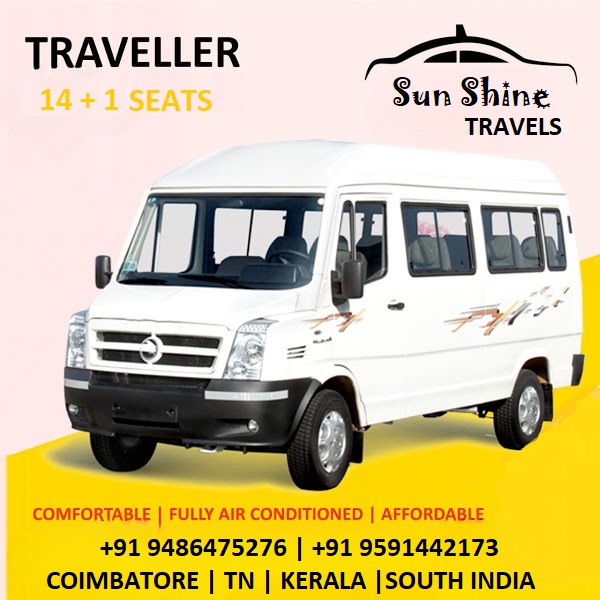 TRAVELLER
14 + 1 SEATS
Sun Shine
TRAVELS
COMFORTABLE | FULLY AIR CONDITIONED | AFFORDABLE
+91 9486475276 | +91 9591442173
COIMBATORE | TN | KERALA |SOUTH INDIA